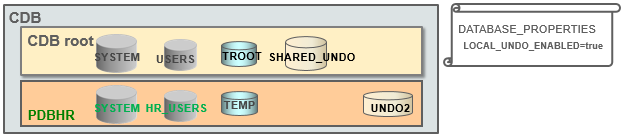 CDB
CDB root
SYSTEM
USERS
TROOT
SHARED_UNDO
PDBHR
SYSTEM
HR_USERS
TEMP
UNDO2
DATABASE_PROPERTIES
LOCAL_UNDO_ENABLED=true